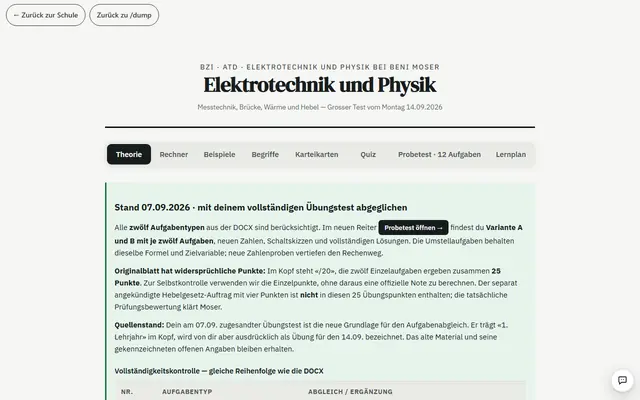 ← Zurück zur Schule
Zurück zu /dump
BZI · ATD · ELEKTROTECHNIK UND PHYSIK BEI BENI MOSER
Elektrotechnik und Physik
Messtechnik, Brücke, Wärme und Hebel — Grosser Test vom Montag 14.09.2026
Theorie
Rechner
Beispiele
Begriffe
Karteikarten
Quiz
Probetest · 12 Aufgaben
Lernplan
Stand 07.09.2026 · mit deinem vollständigen Übungstest abgeglichen
Alle zwölf Aufgabentypen aus der DOCX sind berücksichtigt. Im neuen Reiter Probetest öffnen → findest du Variante A
und B mit je zwölf Aufgaben, neuen Zahlen, Schaltskizzen und vollständigen Lösungen. Die Umstellaufgaben behalten
dieselbe Formel und Zielvariable; neue Zahlenproben vertiefen den Rechenweg.
Originalblatt hat widersprüchliche Punkte: Im Kopf steht «/20», die zwölf Einzelaufgaben ergeben zusammen 25
Punkte. Zur Selbstkontrolle verwenden wir die Einzelpunkte, ohne daraus eine offizielle Note zu berechnen. Der separat
angekündigte Hebelgesetz-Auftrag mit vier Punkten ist nicht in diesen 25 Übungspunkten enthalten; die tatsächliche
Prüfungsbewertung klärt Moser.
Quellenstand: Dein am 07.09. zugesandter Übungstest ist die neue Grundlage für den Aufgabenabgleich. Er trägt «1.
Lehrjahr» im Kopf, wird von dir aber ausdrücklich als Übung für den 14.09. bezeichnet. Das alte Material und seine
gekennzeichneten offenen Angaben bleiben erhalten.
Vollständigkeitskontrolle — gleiche Reihenfolge wie die DOCX
NR. AUFGABENTYP ABGLEICH / ERGÄNZUNG